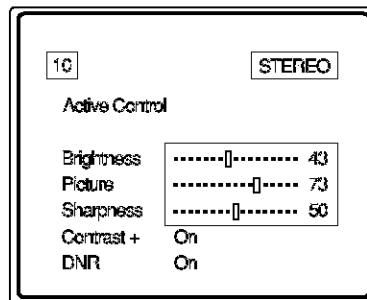 10 STEREO
Active Control
Brightness 43
Picture 73
Sharpness 50
Contrast + On
DNR On